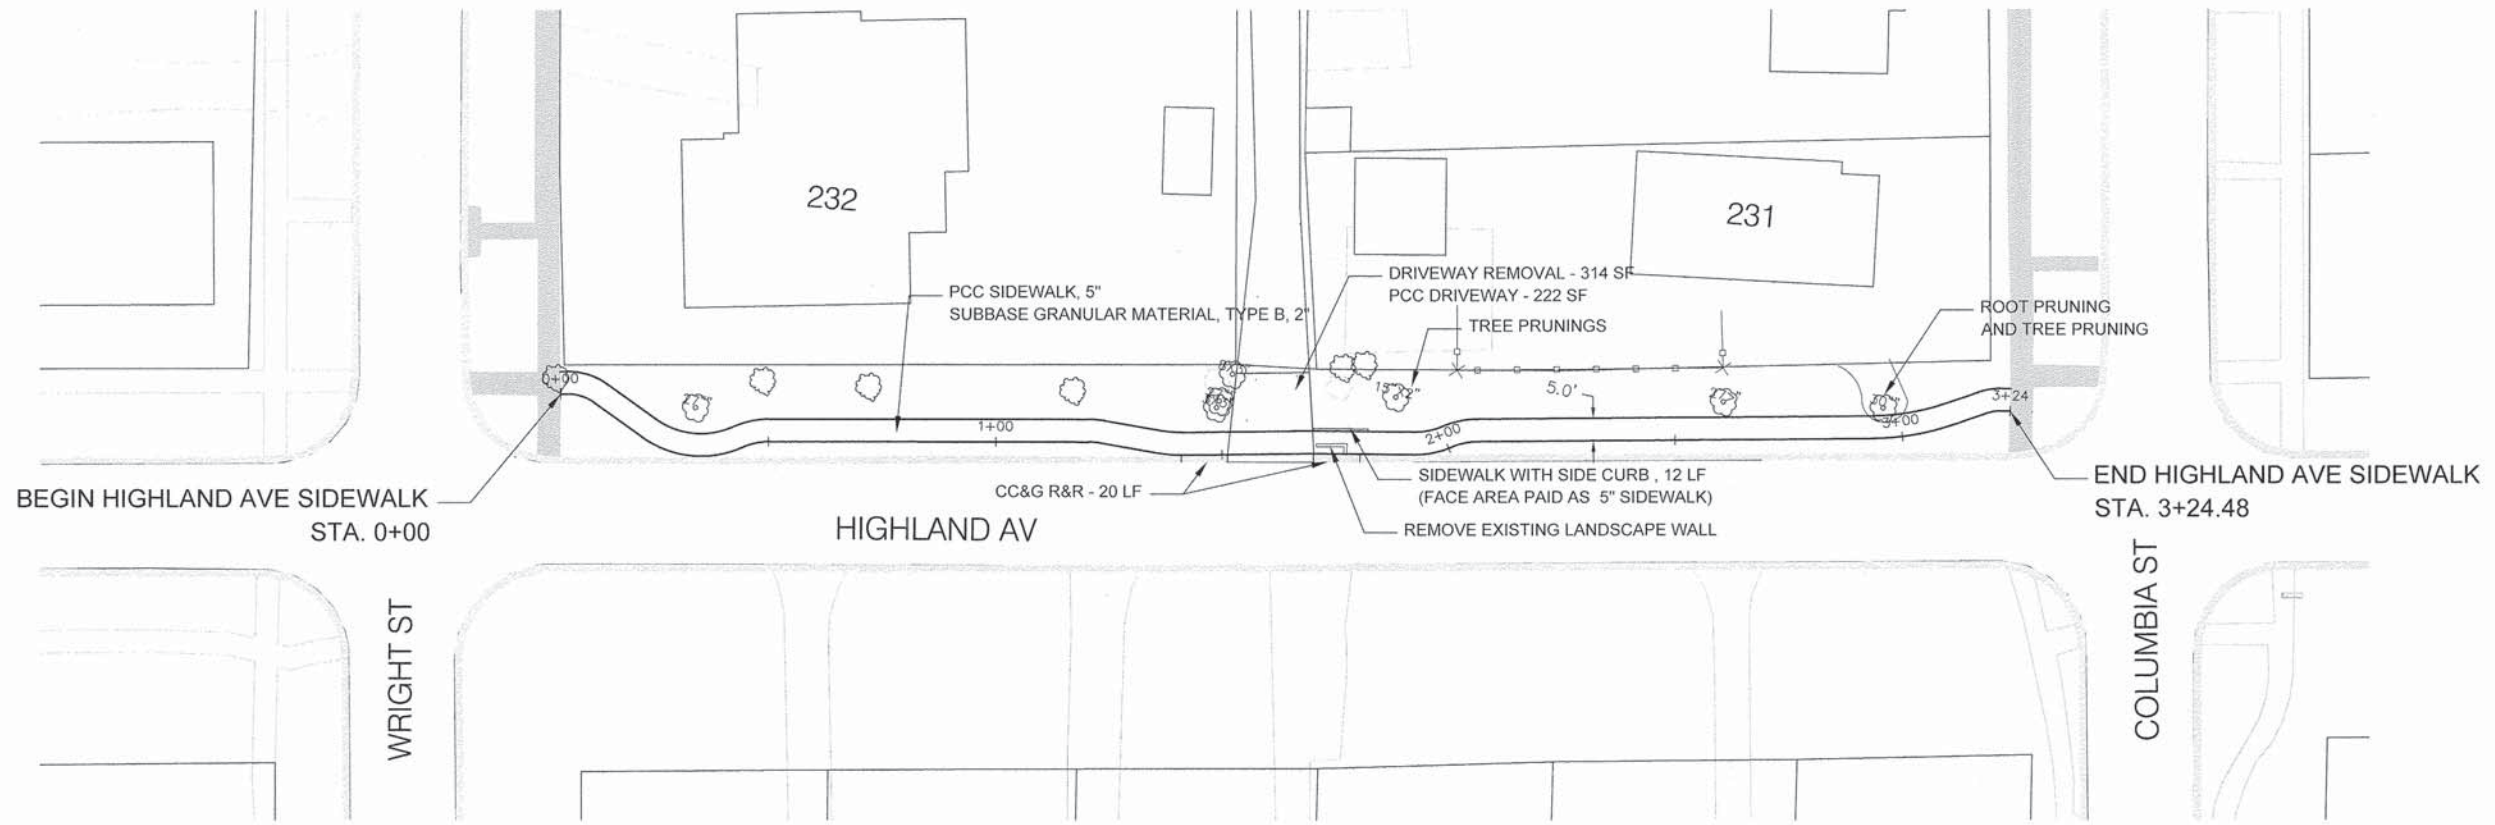 232
231
PCC SIDEWALK, 5"
SUBBASE GRANULAR MATERIAL, TYPE B, 2"
DRIVEWAY REMOVAL - 314 SF
PCC DRIVEWAY - 222 SF
TREE PRUNINGS
ROOT PRUNING
AND TREE PRUNING
0+00
5.0'
30"
3+24
1+00
2+00
3+00
BEGIN HIGHLAND AVE SIDEWALK
STA. 0+00
CC&G R&R - 20 LF
SIDEWALK WITH SIDE CURB , 12 LF
(FACE AREA PAID AS 5" SIDEWALK)
REMOVE EXISTING LANDSCAPE WALL
END HIGHLAND AVE SIDEWALK
STA. 3+24.48
HIGHLAND AV
WRIGHT ST
COLUMBIA ST